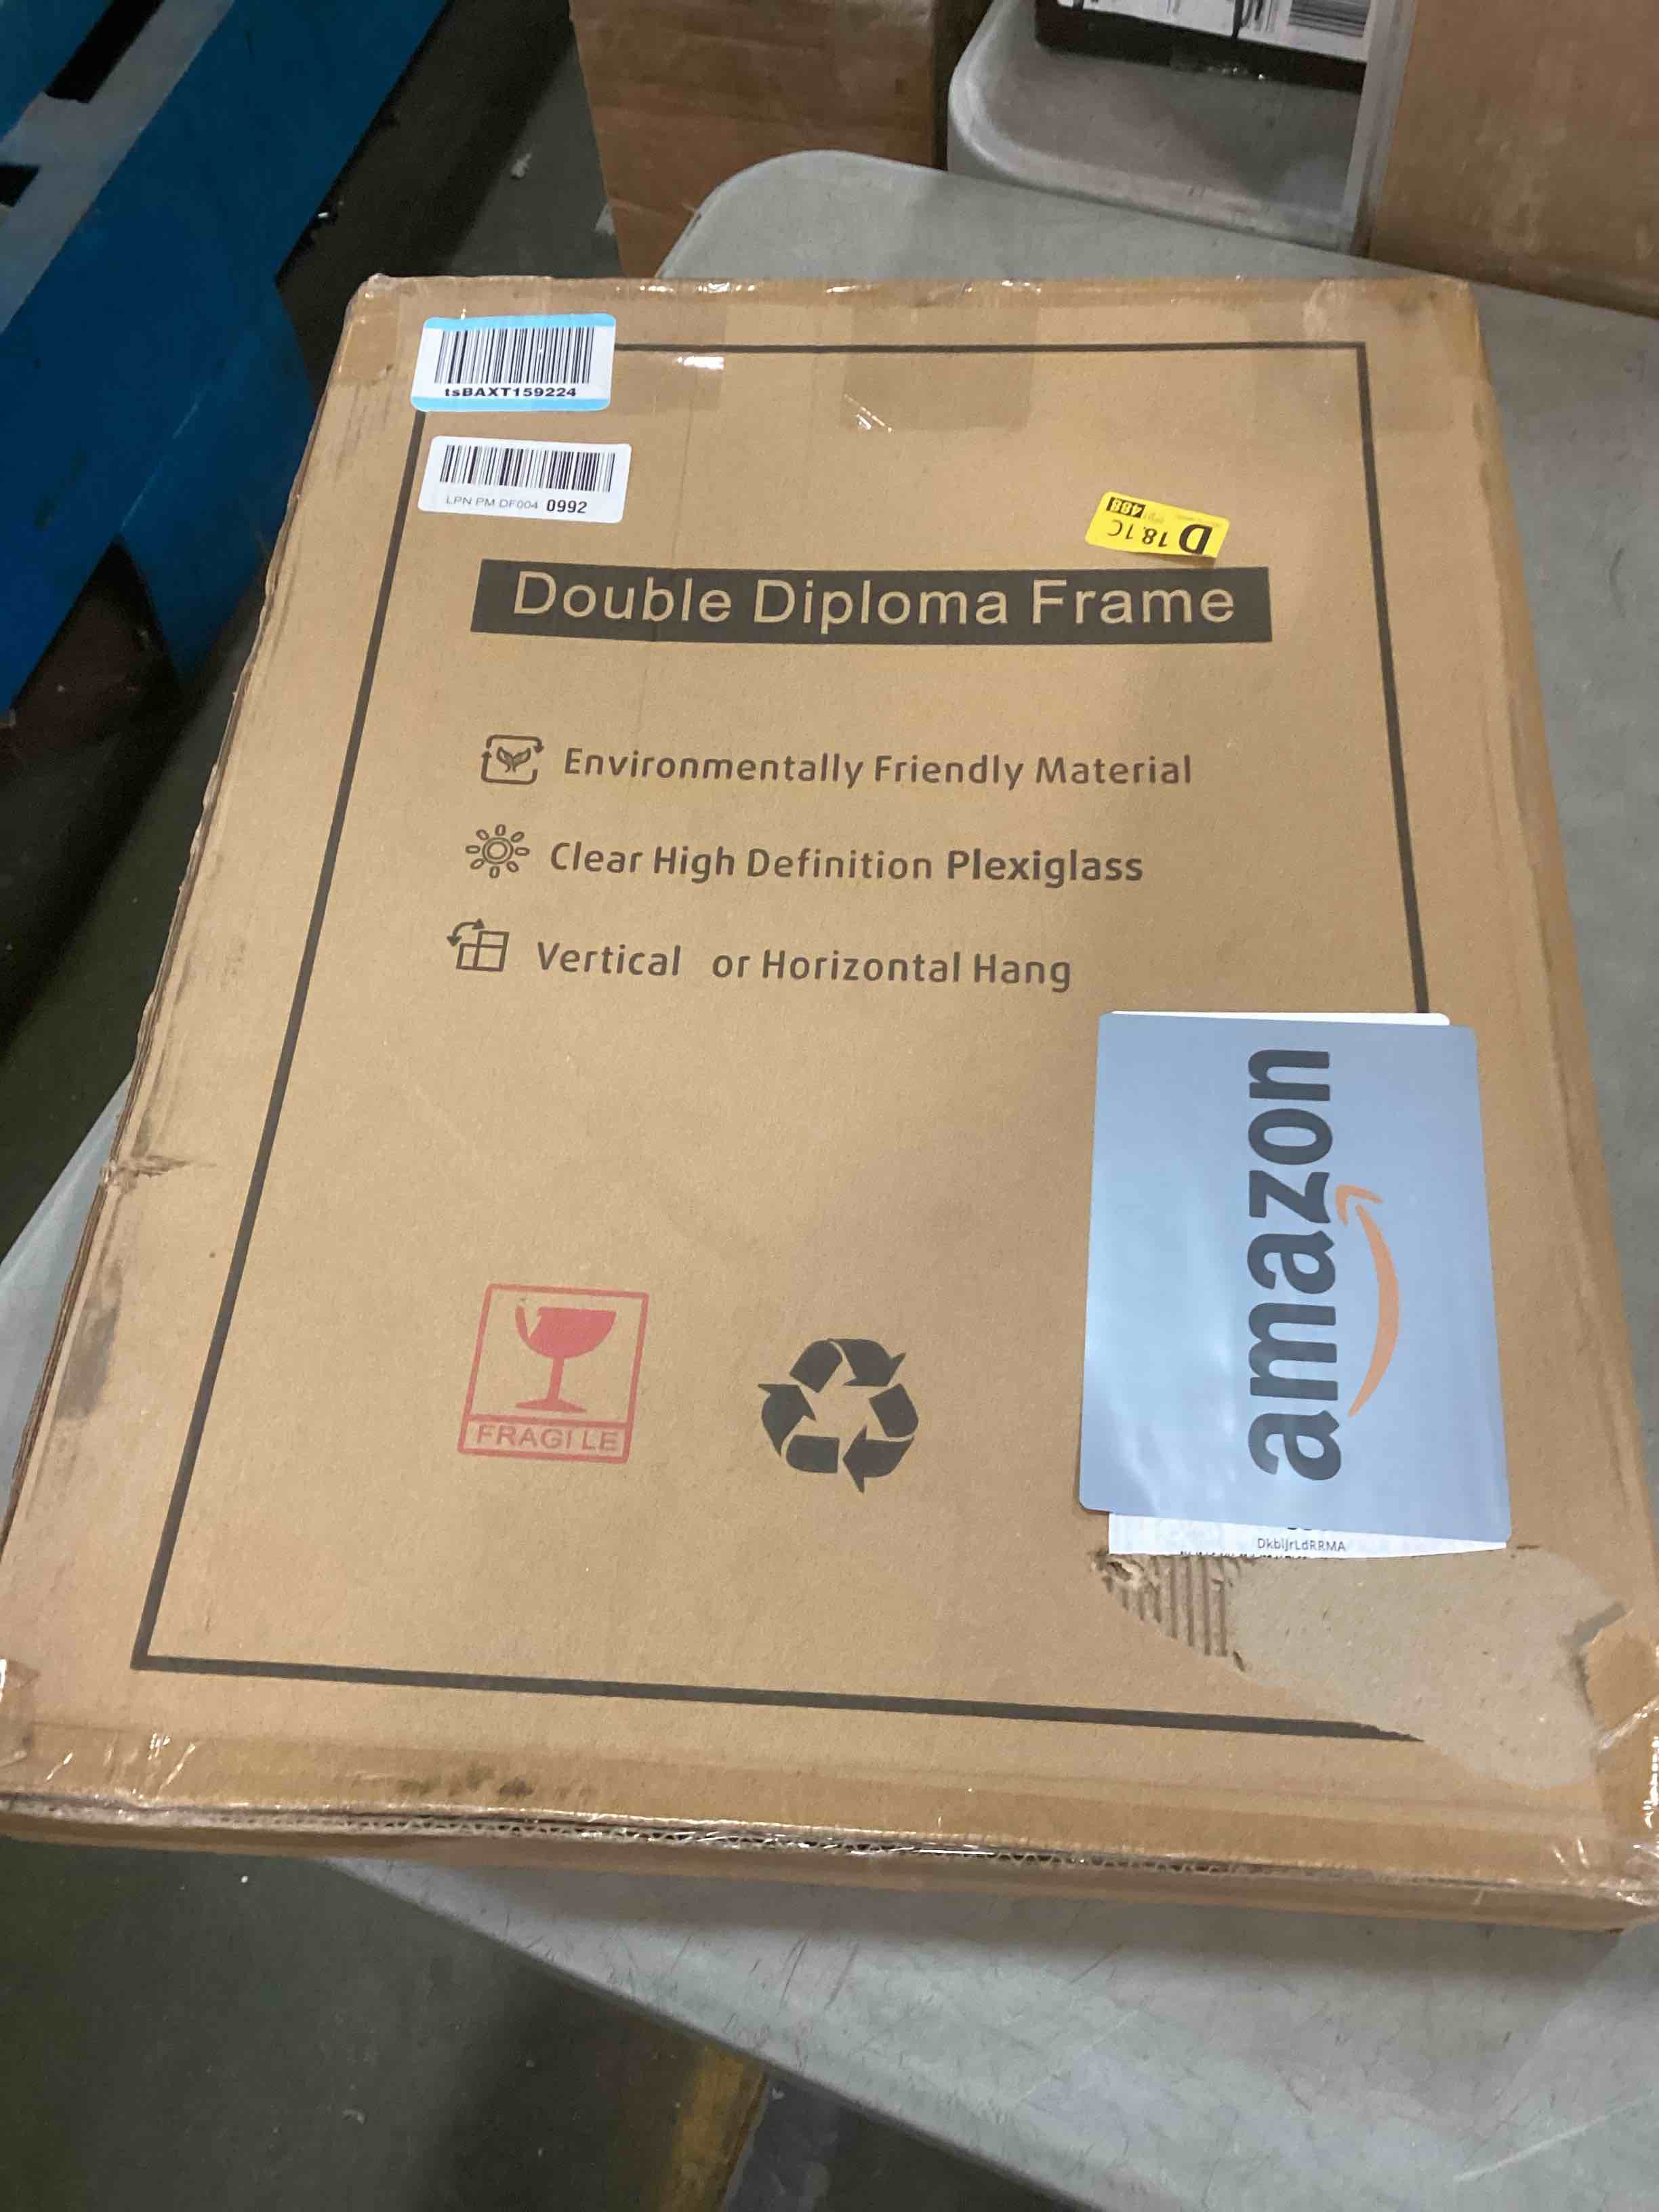 tsBAXT159224
LPN PM DF004 0992
D 18.1C
488
Double Diploma Frame
Environmentally Friendly Material
Clear High Definition Plexiglass
Vertical or Horizontal Hang
amazon
DkbljrLdRRMA
FRAGILE